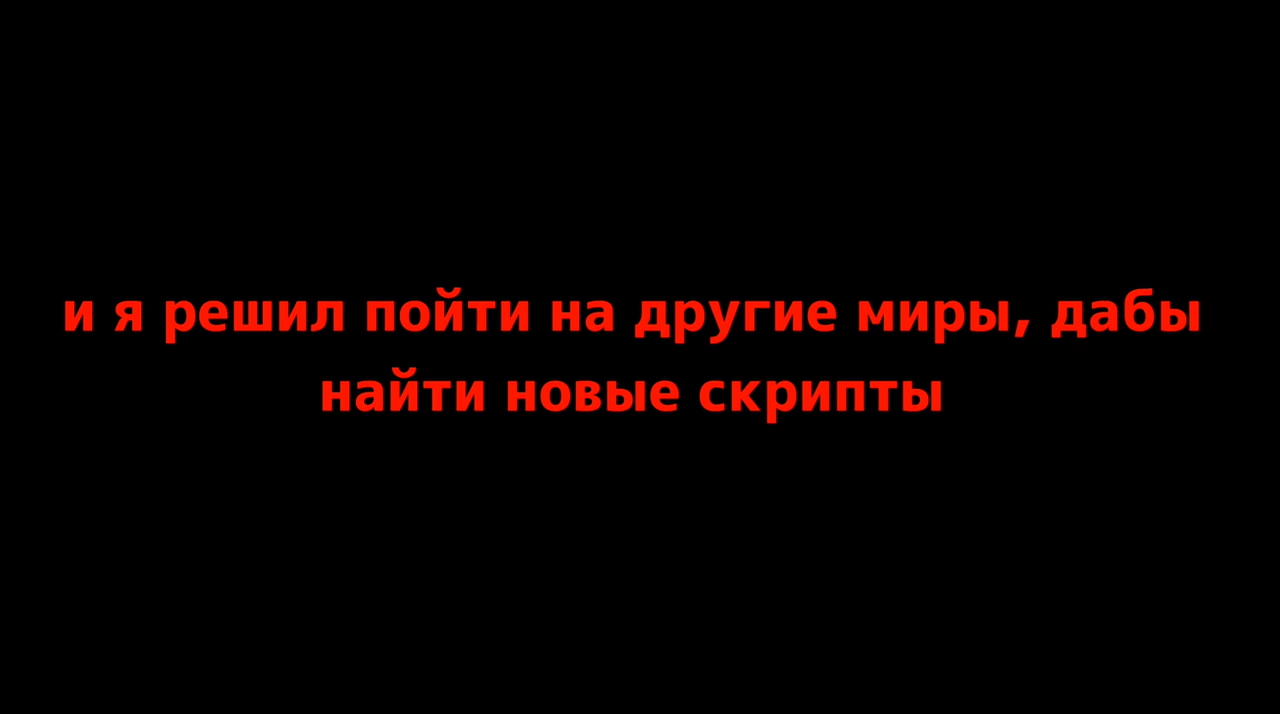 и я решил пойти на другие миры, дабы
найти новые скрипты